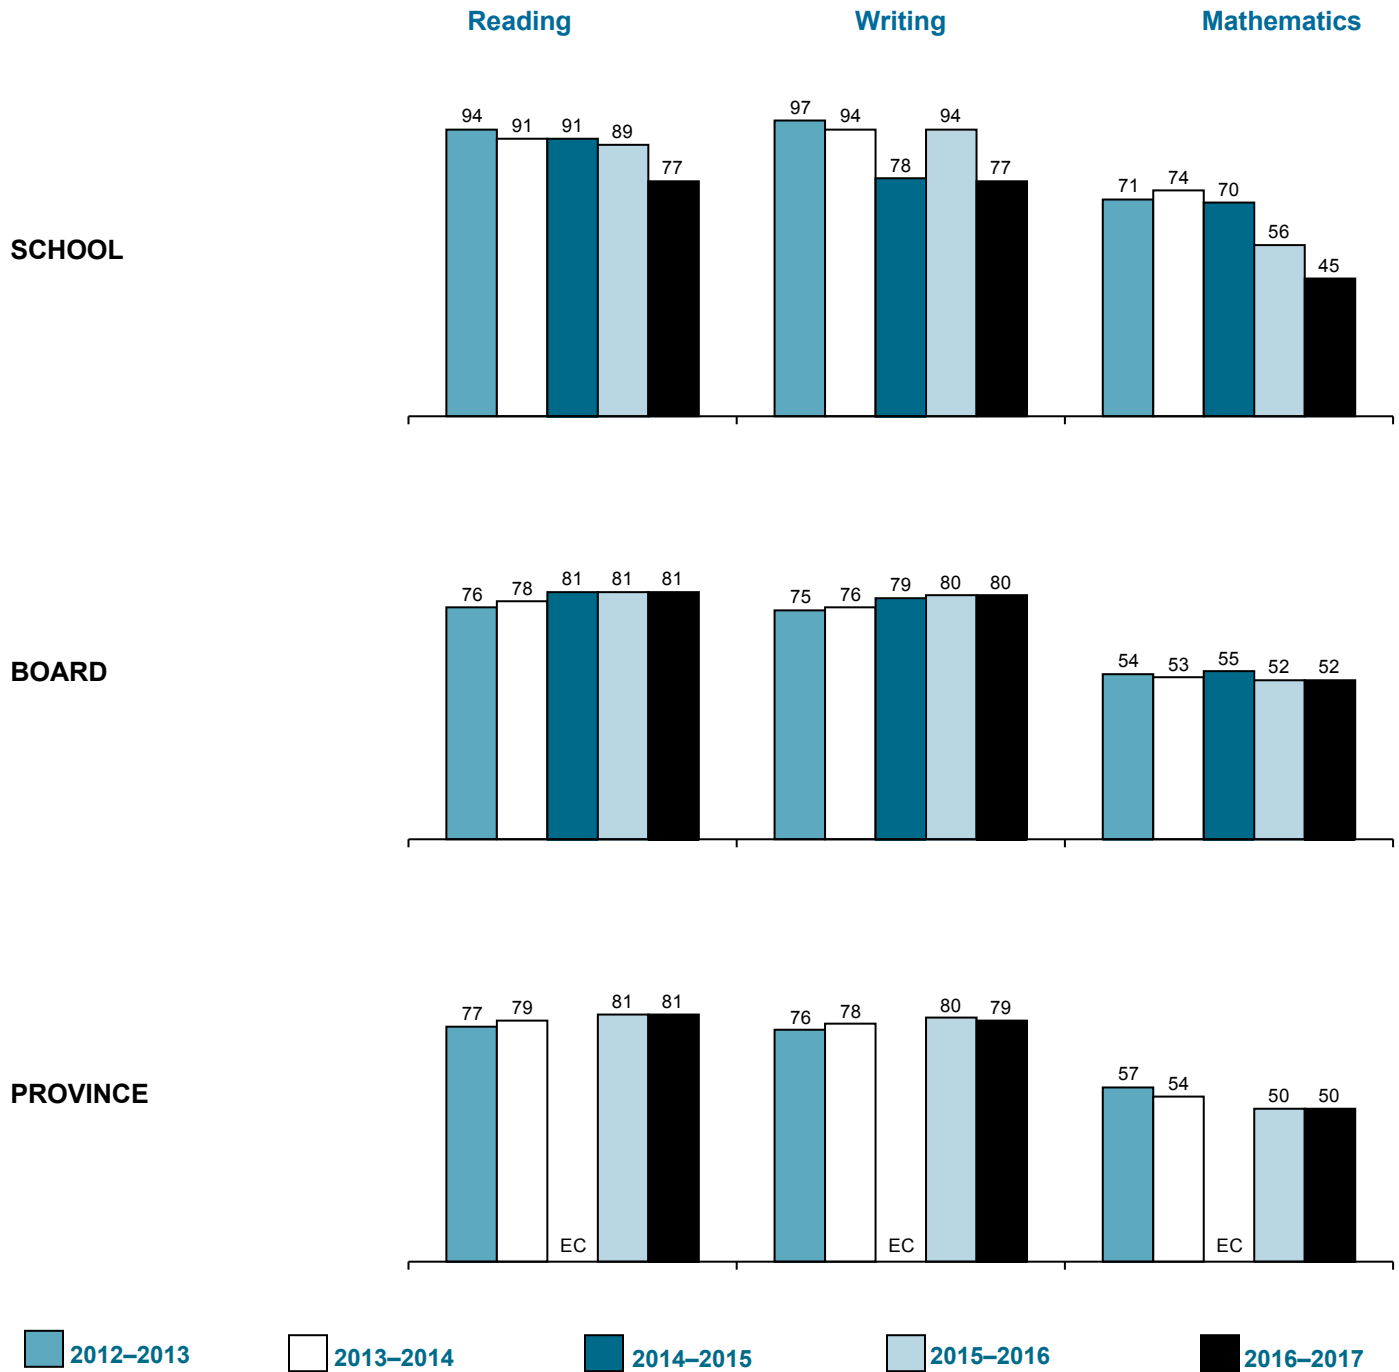 Reading Writing Mathematics
SCHOOL
94 91 91 89 77
97 94 78 94 77
71 74 70 56 45
BOARD
76 78 81 81 81
75 76 79 80 80
54 53 55 52 52
PROVINCE
77 79 EC 81 81
76 78 EC 80 79
57 54 EC 50 50
2012–2013 2013–2014 2014–2015 2015–2016 2016–2017